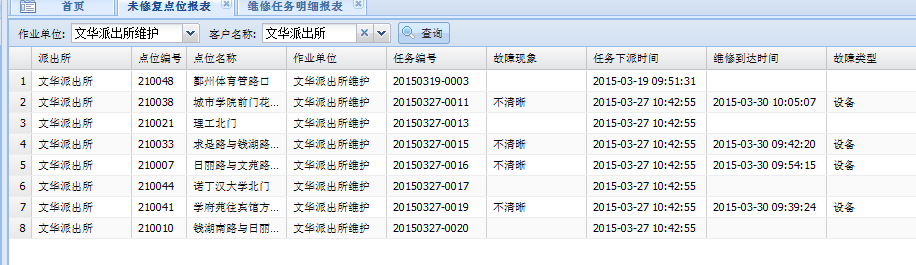 首页 未修复点位报表 维修任务明细报表
作业单位: 文华派出所维护 客户名称: 文华派出所 查询
派出所 点位编号 点位名称 作业单位 任务编号 故障现象 任务下派时间 维修到达时间 故障类型
1 文华派出所 210048 鄞州体育管路口 文华派出所维护 20150319-0003 2015-03-19 09:51:31
2 文华派出所 210038 城市学院前门花... 文华派出所维护 20150327-0011 不清晰 2015-03-27 10:42:55 2015-03-30 10:05:07 设备
3 文华派出所 210021 理工北门 文华派出所维护 20150327-0013 2015-03-27 10:42:55
4 文华派出所 210033 求是路与钱湖路... 文华派出所维护 20150327-0015 不清晰 2015-03-27 10:42:55 2015-03-30 09:42:20 设备
5 文华派出所 210007 日丽路与文苑路... 文华派出所维护 20150327-0016 不清晰 2015-03-27 10:42:55 2015-03-30 09:54:15 设备
6 文华派出所 210044 诺丁汉大学北门 文华派出所维护 20150327-0017 2015-03-27 10:42:55
7 文华派出所 210041 学府苑往宾馆方... 文华派出所维护 20150327-0019 不清晰 2015-03-27 10:42:55 2015-03-30 09:39:24 设备
8 文华派出所 210010 钱湖南路与日丽... 文华派出所维护 20150327-0020 2015-03-27 10:42:55